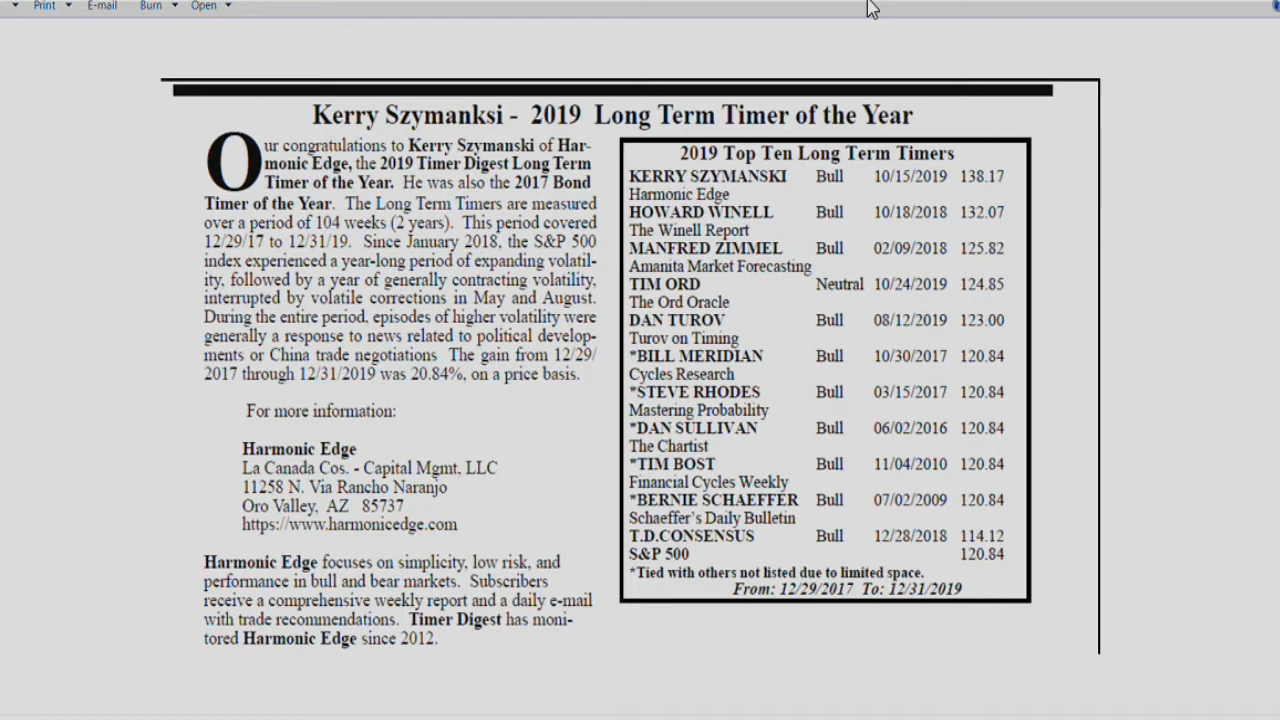 Print E-mail Burn Open
Kerry Szymanksi - 2019 Long Term Timer of the Year
Our congratulations to Kerry Szymanski of Har-
monic Edge, the 2019 Timer Digest Long Term
Timer of the Year. He was also the 2017 Bond
Timer of the Year. The Long Term Timers are measured
over a period of 104 weeks (2 years). This period covered
12/29/17 to 12/31/19. Since January 2018, the S&P 500
index experienced a year-long period of expanding volatil-
ity, followed by a year of generally contracting volatility,
interrupted by volatile corrections in May and August.
During the entire period, episodes of higher volatility were
generally a response to news related to political develop-
ments or China trade negotiations The gain from 12/29/
2017 through 12/31/2019 was 20.84%, on a price basis.
For more information:
Harmonic Edge
La Canada Cos. - Capital Mgmt, LLC
11258 N. Via Rancho Naranjo
Oro Valley, AZ 85737
https://www.harmonicedge.com
Harmonic Edge focuses on simplicity, low risk, and
performance in bull and bear markets. Subscribers
receive a comprehensive weekly report and a daily e-mail
with trade recommendations. Timer Digest has moni-
tored Harmonic Edge since 2012.
2019 Top Ten Long Term Timers
KERRY SZYMANSKI Bull 10/15/2019 138.17
Harmonic Edge
HOWARD WINELL Bull 10/18/2018 132.07
The Winell Report
MANFRED ZIMMEL Bull 02/09/2018 125.82
Amanita Market Forecasting
TIM ORD Neutral 10/24/2019 124.85
The Ord Oracle
DAN TUROV Bull 08/12/2019 123.00
Turov on Timing
*BILL MERIDIAN Bull 10/30/2017 120.84
Cycles Research
*STEVE RHODES Bull 03/15/2017 120.84
Mastering Probability
*DAN SULLIVAN Bull 06/02/2016 120.84
The Chartist
*TIM BOST Bull 11/04/2010 120.84
Financial Cycles Weekly
*BERNIE SCHAEFFER Bull 07/02/2009 120.84
Schaeffer's Daily Bulletin
T.D.CONSENSUS Bull 12/28/2018 114.12
S&P 500 120.84
*Tied with others not listed due to limited space.
From: 12/29/2017 To: 12/31/2019